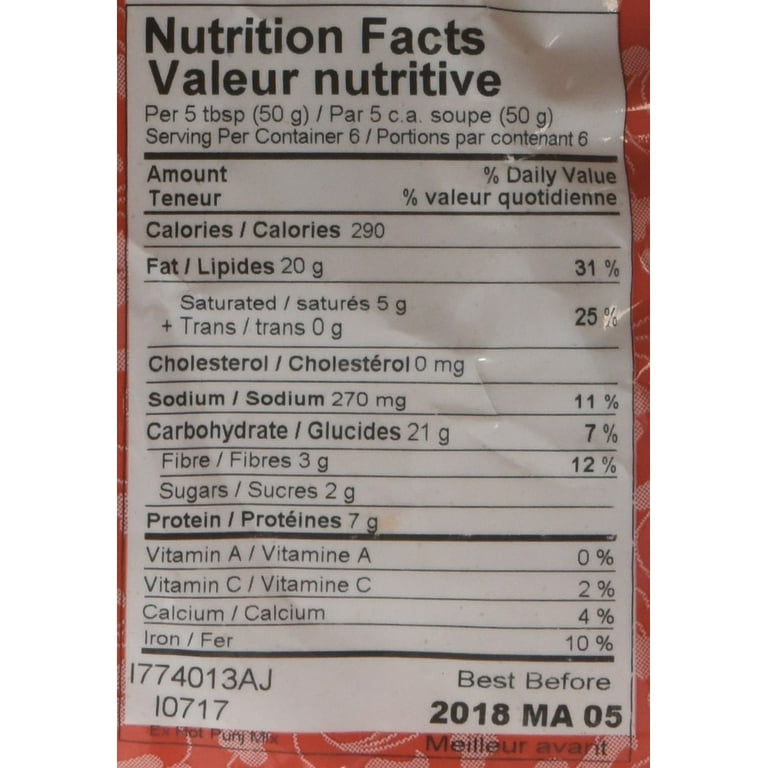 Nutrition Facts
Valeur nutritive
Per 5 tbsp (50 g) / Par 5 c.a. soupe (50 g)
Serving Per Container 6 / Portions par contenant 6
Amount % Daily Value
Teneur % valeur quotidienne
Calories / Calories 290
Fat / Lipides 20 g 31 %
Saturated / saturés 5 g
+ Trans / trans 0 g 25 %
Cholesterol / Cholestérol 0 mg
Sodium / Sodium 270 mg 11 %
Carbohydrate / Glucides 21 g 7 %
Fibre / Fibres 3 g 12 %
Sugars / Sucres 2 g
Protein / Protéines 7 g
Vitamin A / Vitamine A 0 %
Vitamin C / Vitamine C 2 %
Calcium / Calcium 4 %
Iron / Fer 10 %
I774013AJ Best Before
I0717 2018 MA 05
Ex Hot Punj Mix Meilleur avant